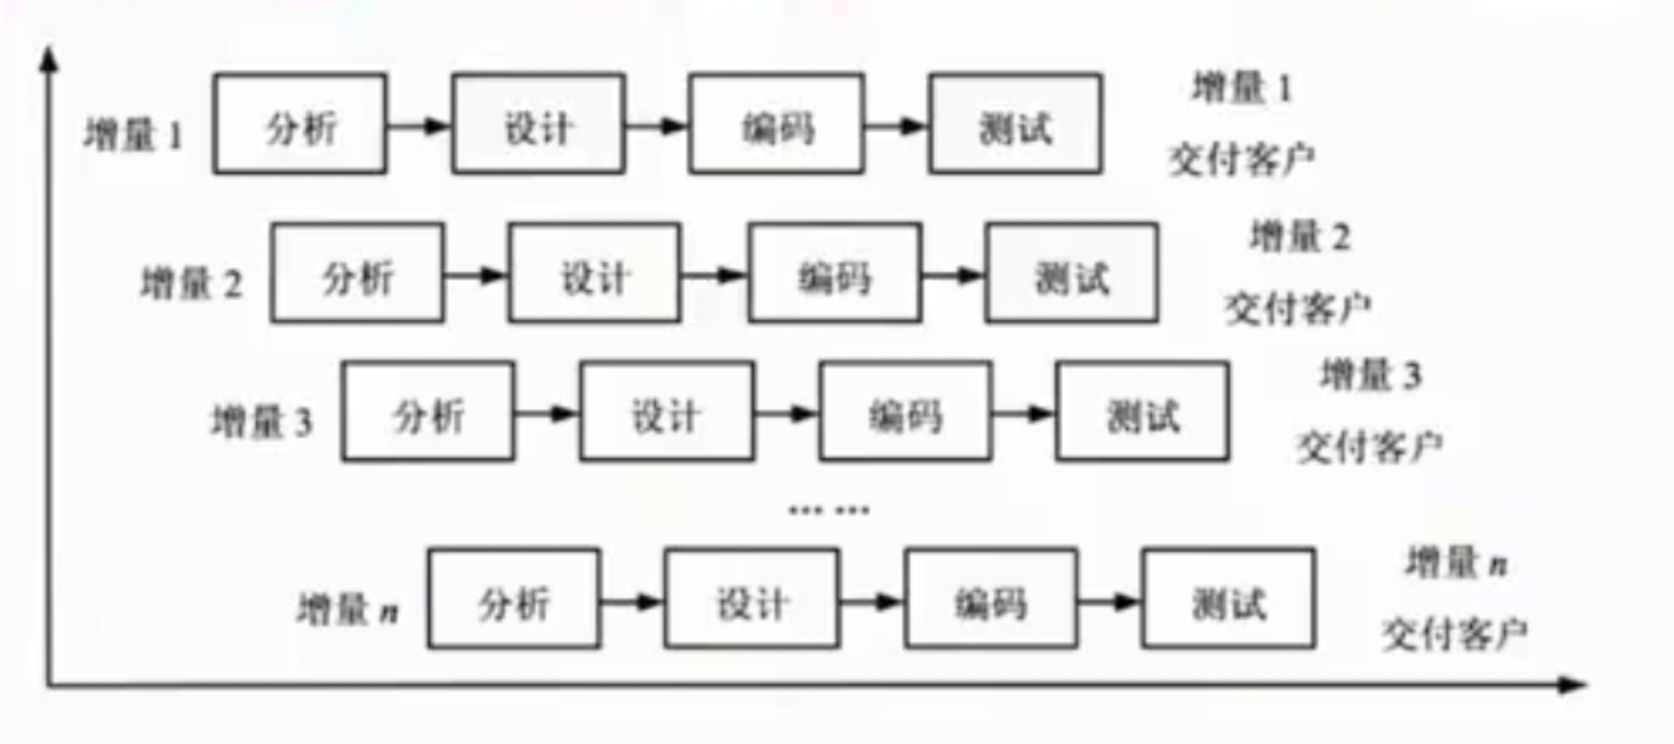 增量 1 分析 设计 编码 测试 增量 1
交付客户
增量 2 分析 设计 编码 测试 增量 2
交付客户
增量 3 分析 设计 编码 测试 增量 3
交付客户
… …
增量 n 分析 设计 编码 测试 增量 n
交付客户